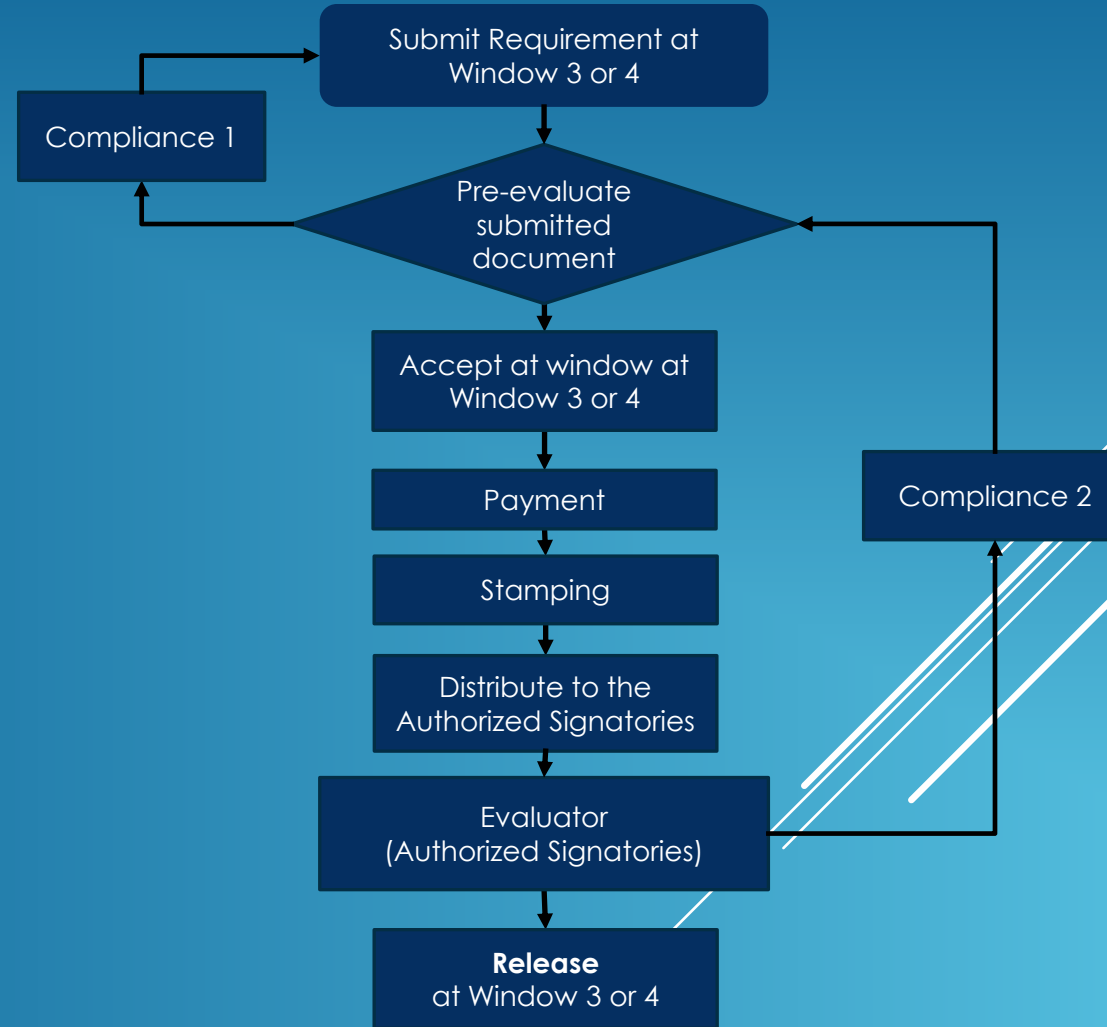 Submit Requirement at
Window 3 or 4
Compliance 1
Pre-evaluate
submitted
document
Accept at window at
Window 3 or 4
Payment
Compliance 2
Stamping
Distribute to the
Authorized Signatories
Evaluator
(Authorized Signatories)
Release
at Window 3 or 4